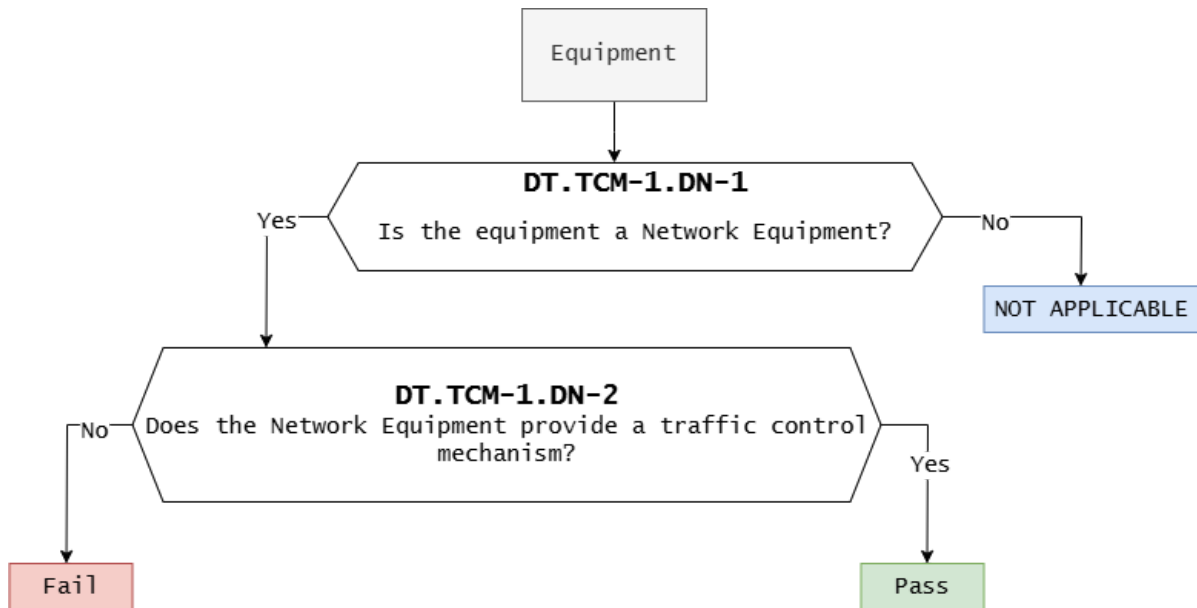 Equipment
DT.TCM-1.DN-1
Yes
Is the equipment a Network Equipment?
No
NOT APPLICABLE
DT.TCM-1.DN-2
No
Does the Network Equipment provide a traffic control
mechanism?
Yes
Fail
Pass